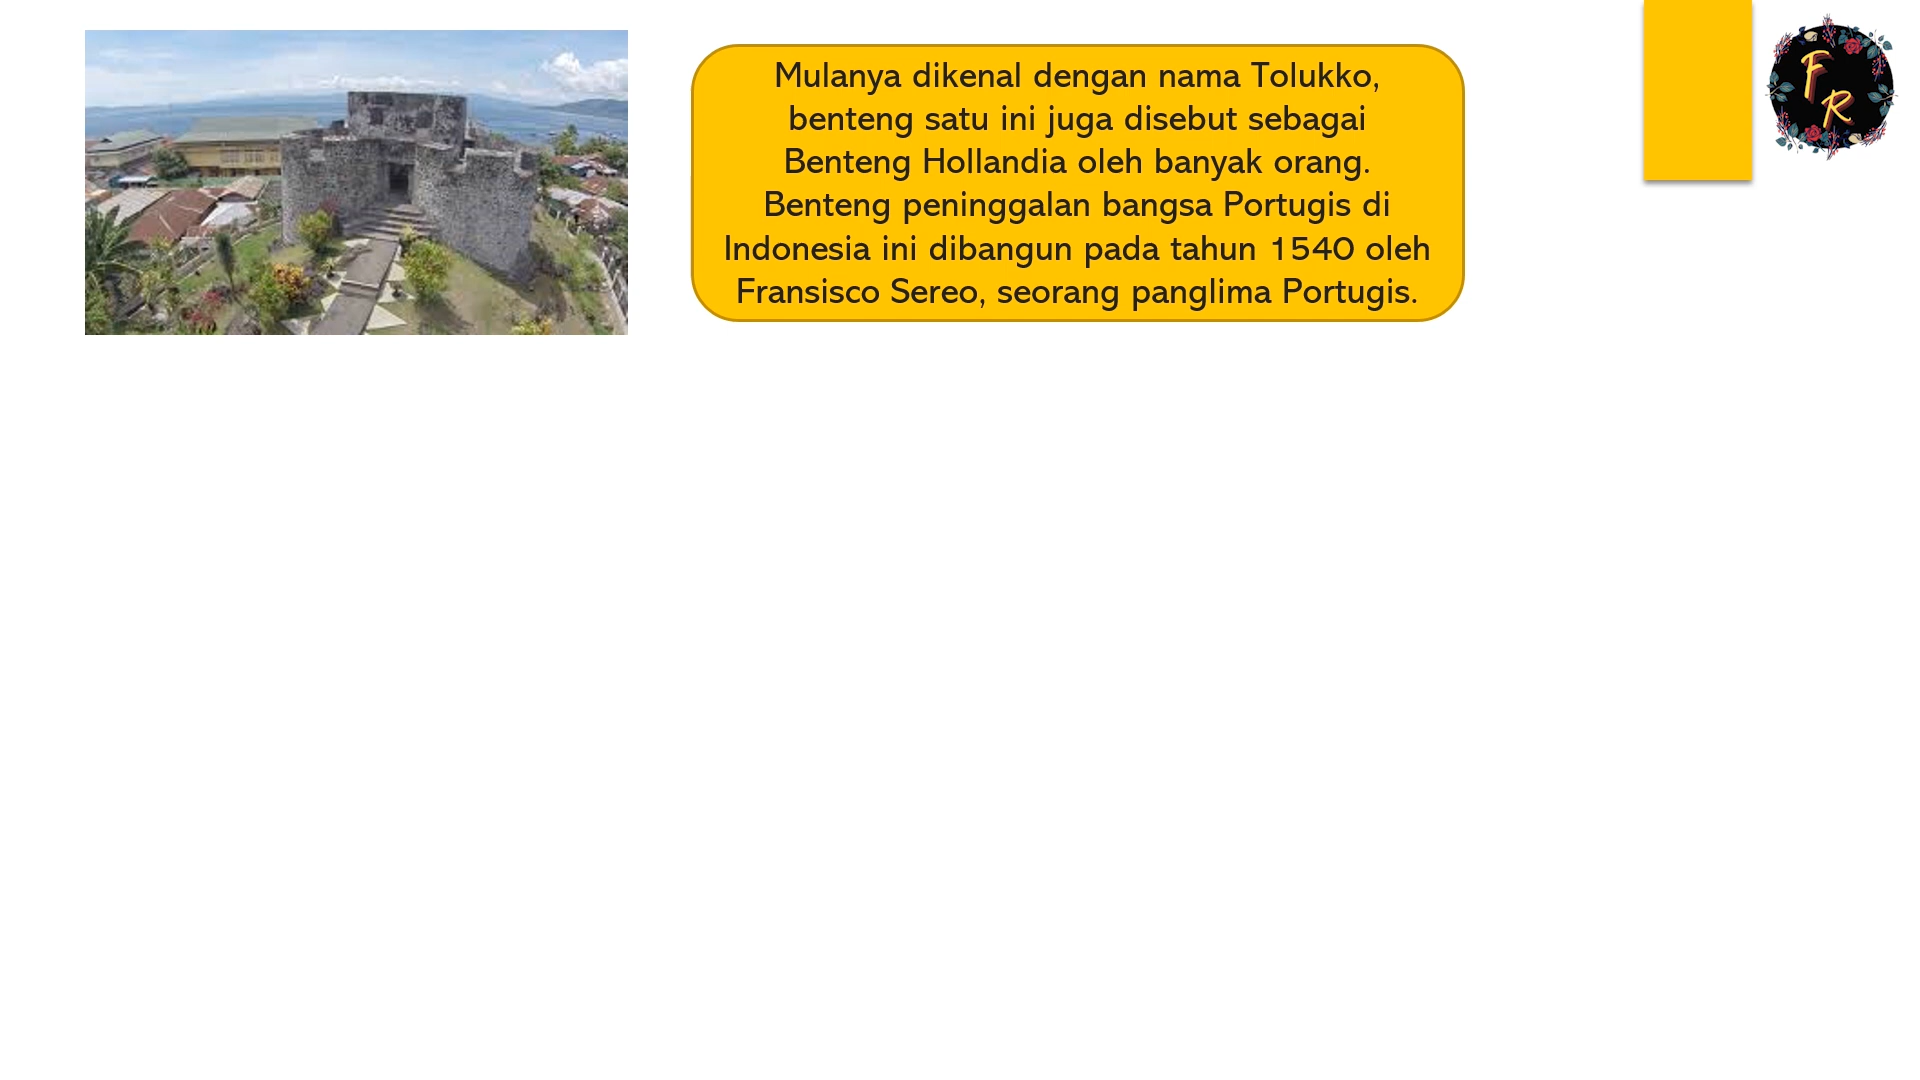 Mulanya dikenal dengan nama Tolukko,
benteng satu ini juga disebut sebagai
Benteng Hollandia oleh banyak orang.
Benteng peninggalan bangsa Portugis di
Indonesia ini dibangun pada tahun 1540 oleh
Fransisco Sereo, seorang panglima Portugis.
F
R